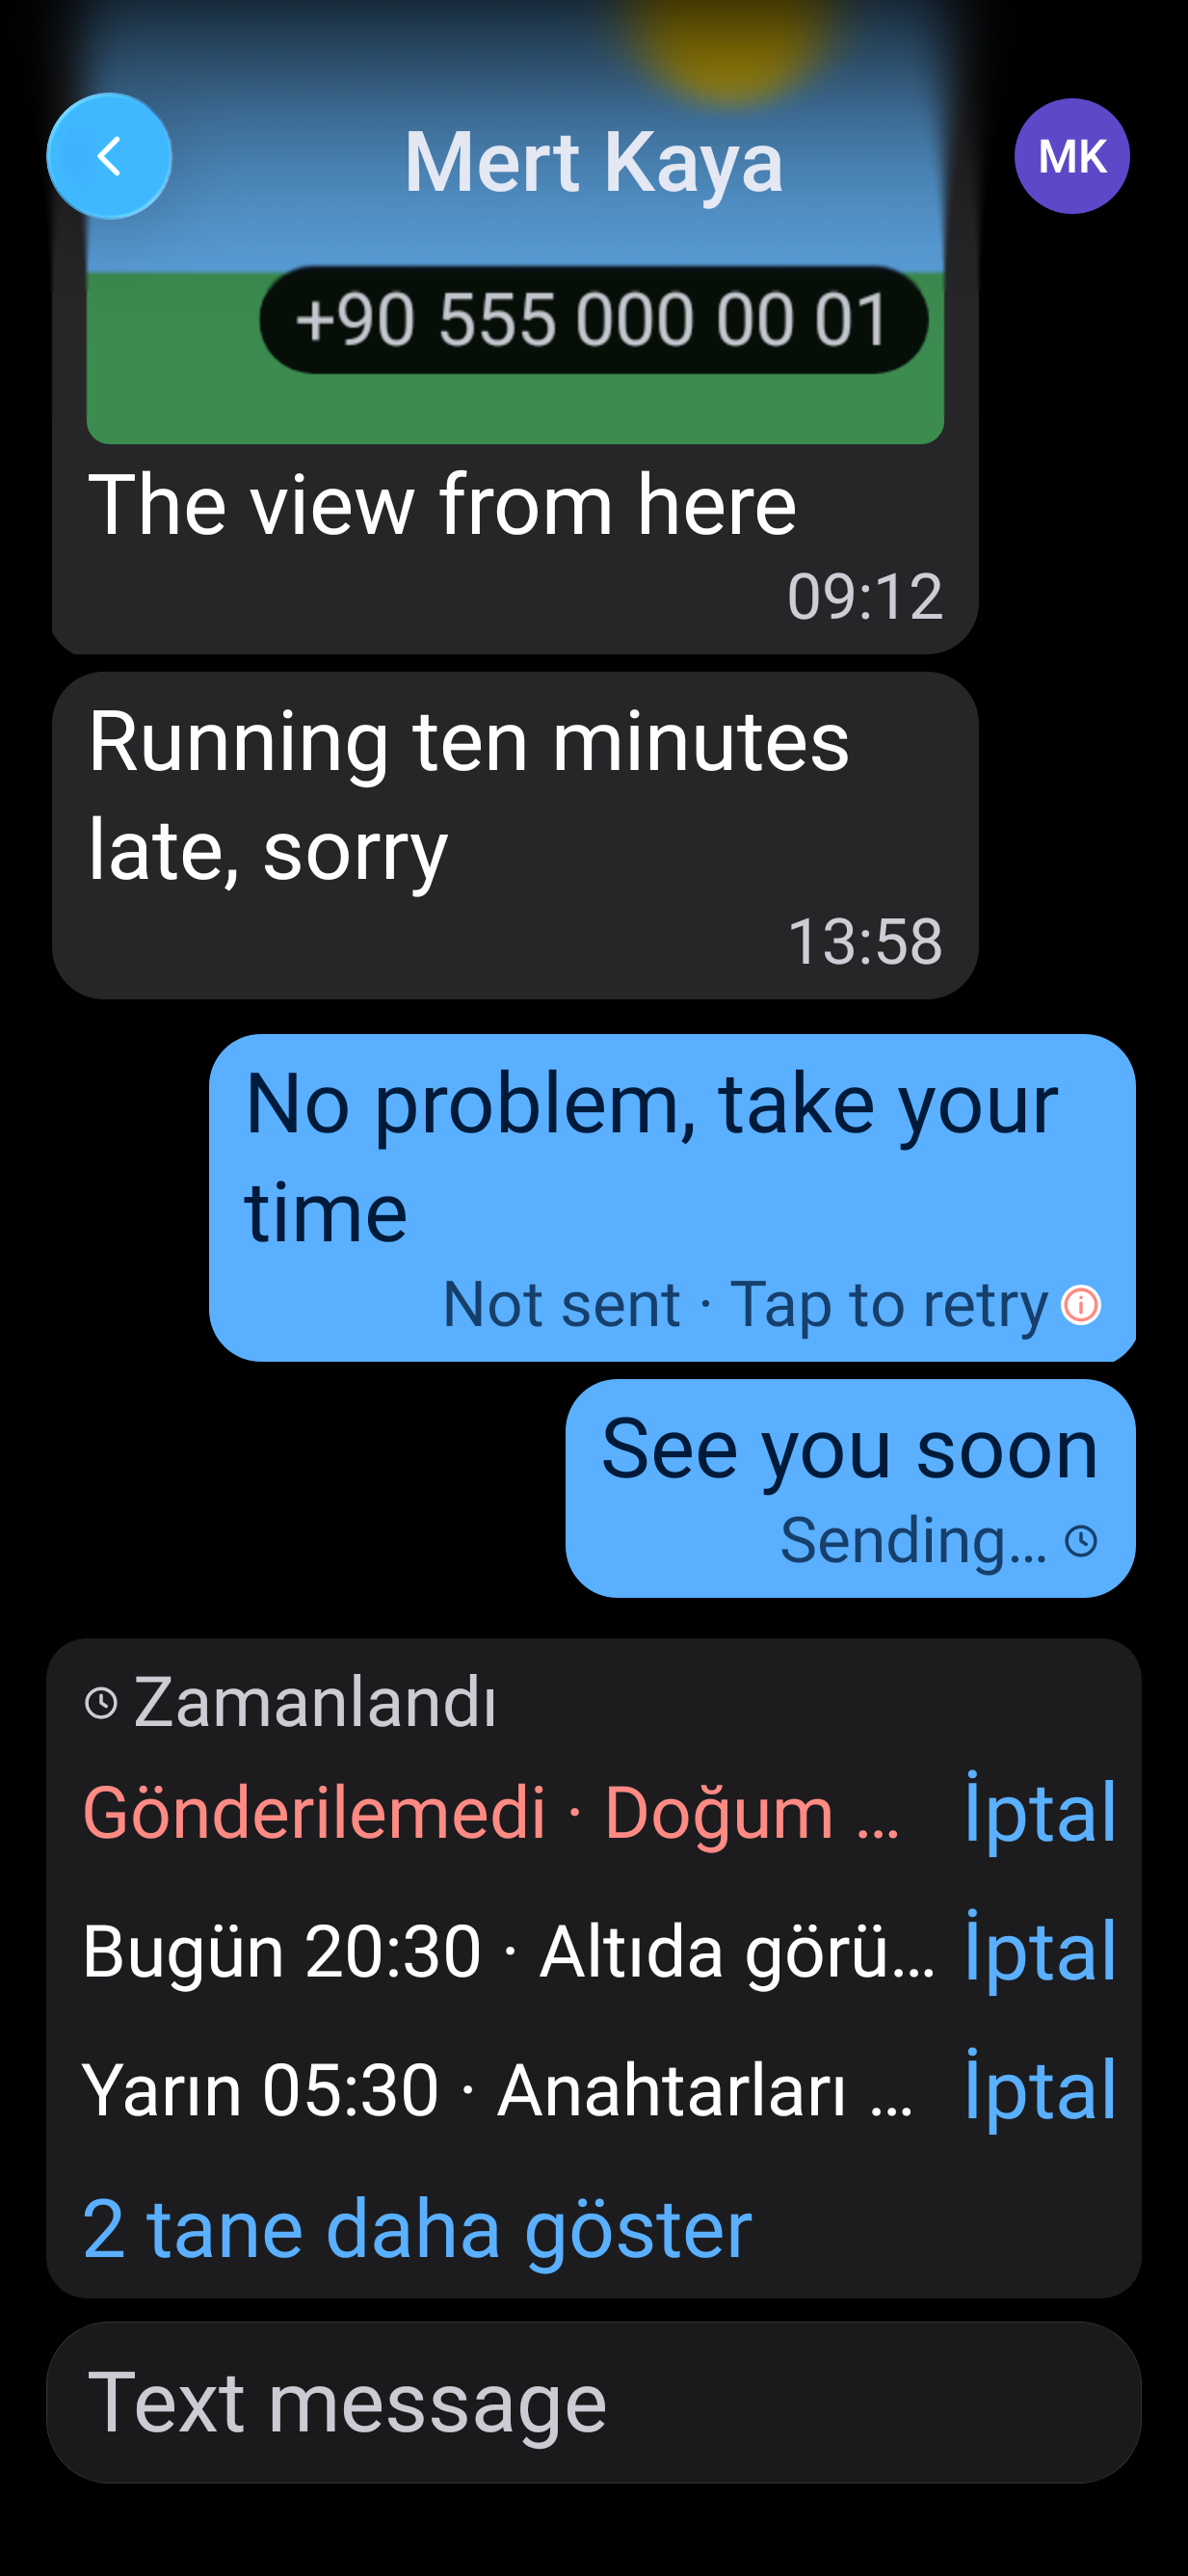 Mert Kaya
MK
+90 555 000 00 01
The view from here
09:12
Running ten minutes
late, sorry
13:58
No problem, take your
time
Not sent · Tap to retry
See you soon
Sending…
Zamanlandı
Gönderilemedi · Doğum … İptal
Bugün 20:30 · Altıda görü… İptal
Yarın 05:30 · Anahtarları … İptal
2 tane daha göster
Text message